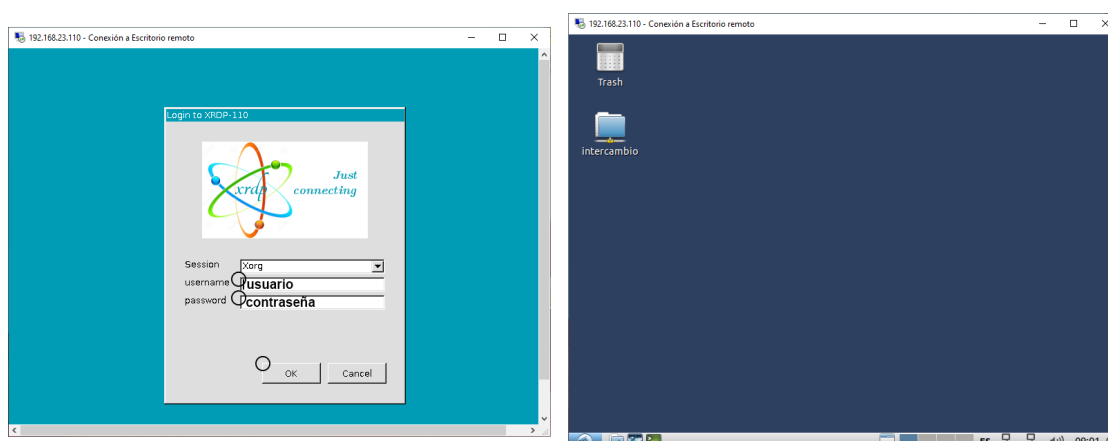 192.168.23.110 - Conexión a Escritorio remoto
Login to XRDP-110
xrdp
Just
connecting
Session
Xorg
username
usuario
password
contraseña
OK
Cancel
192.168.23.110 - Conexión a Escritorio remoto
Trash
intercambio